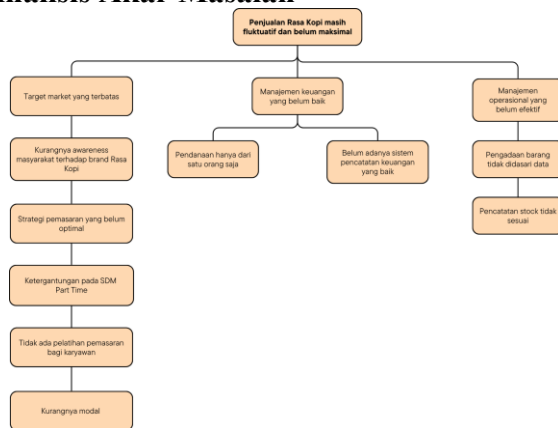 Penjualan Rasa Kopi masih
fluktuatif dan belum maksimal
Target market yang terbatas
Manajemen keuangan
yang belum baik
Manajemen
operasional yang
belum efektif
Kurangnya awareness
masyarakat terhadap brand Rasa
Kopi
Pendanaan hanya dari
satu orang saja
Belum adanya sistem
pencatatan keuangan
yang baik
Pengadaan barang
tidak didasari data
Strategi pemasaran yang belum
optimal
Pencatatan stock tidak
sesuai
Ketergantungan pada SDM
Part Time
Tidak ada pelatihan pemasaran
bagi karyawan
Kurangnya modal